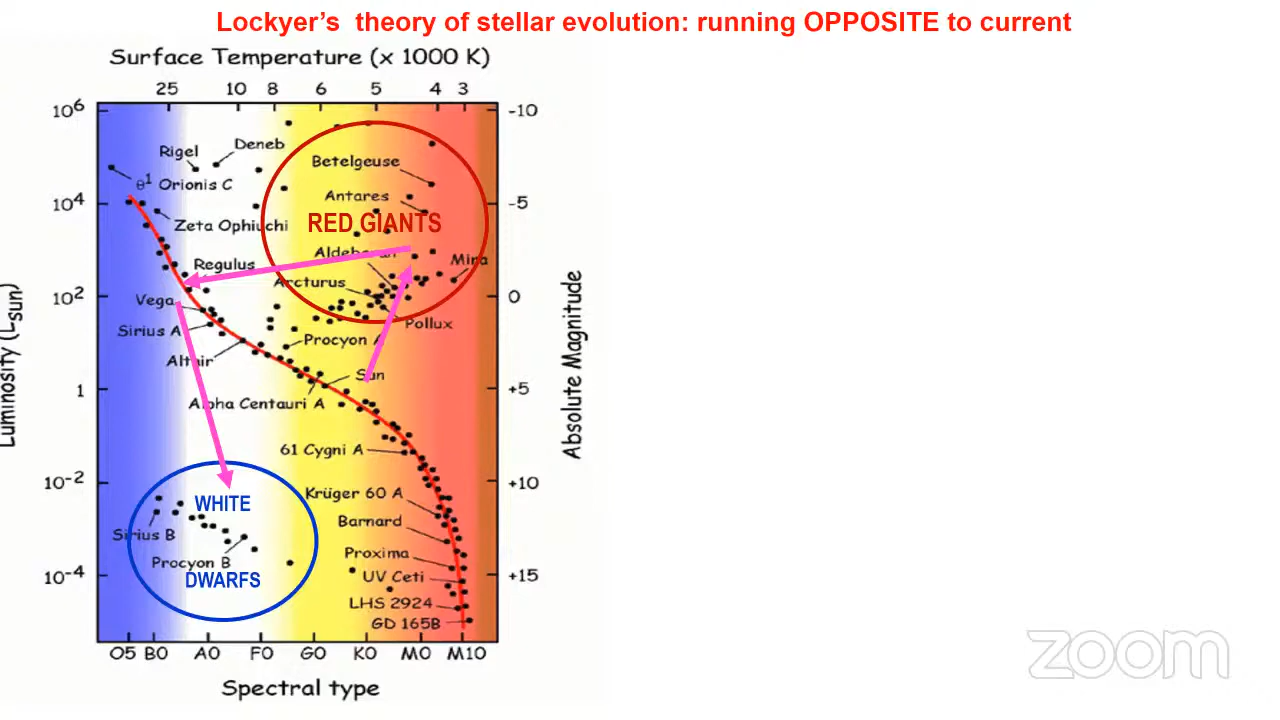 Lockyer’s theory of stellar evolution: running OPPOSITE to current
Surface Temperature (x 1000 K)
25 10 8 6 5 4 3
10^6 -10
Deneb
Rigel
Betelgeuse
θ¹ Orionis C
Antares
10^4 -5
Zeta Ophiuchi
RED GIANTS
Aldebaran
Mira
Regulus
Arcturus
10^2 0
Vega
Pollux
Sirius A
Procyon A
Altair
Sun
1 +5
Alpha Centauri A
61 Cygni A
10^-2 +10
Krüger 60 A
WHITE
Barnard
Sirius B
Proxima
Procyon B
10^-4 +15
UV Ceti
DWARFS
LHS 2924
GD 165B
O5 B0 A0 F0 G0 K0 M0 M10
Spectral type
Luminosity (Lsun)
Absolute Magnitude
zoom